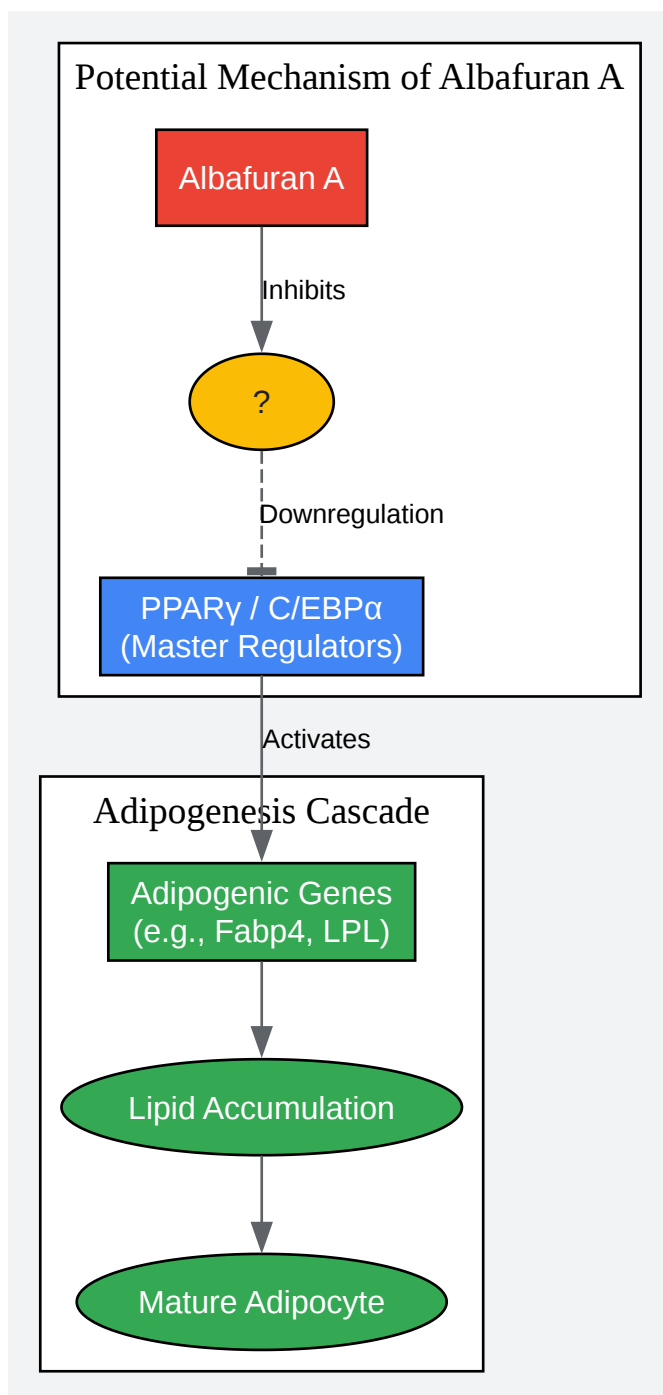 Potential Mechanism of Albafuran A
Albafuran A
Inhibits
?
Downregulation
PPARγ / C/EBPα
(Master Regulators)
Activates
Adipogenesis Cascade
Adipogenic Genes
(e.g., Fabp4, LPL)
Lipid Accumulation
Mature Adipocyte